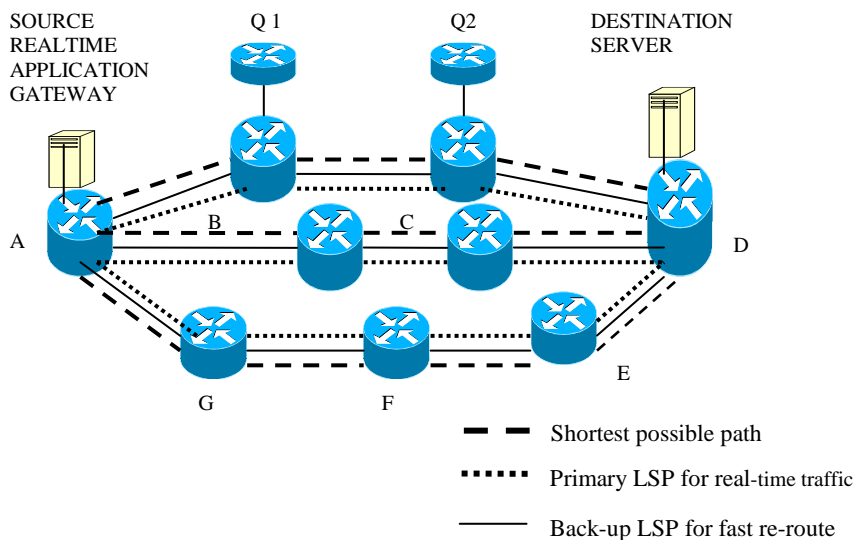 SOURCE
REALTIME
APPLICATION
GATEWAY
Q 1
Q2
DESTINATION
SERVER
A
B
C
D
G
F
E
Shortest possible path
Primary LSP for real-time traffic
Back-up LSP for fast re-route